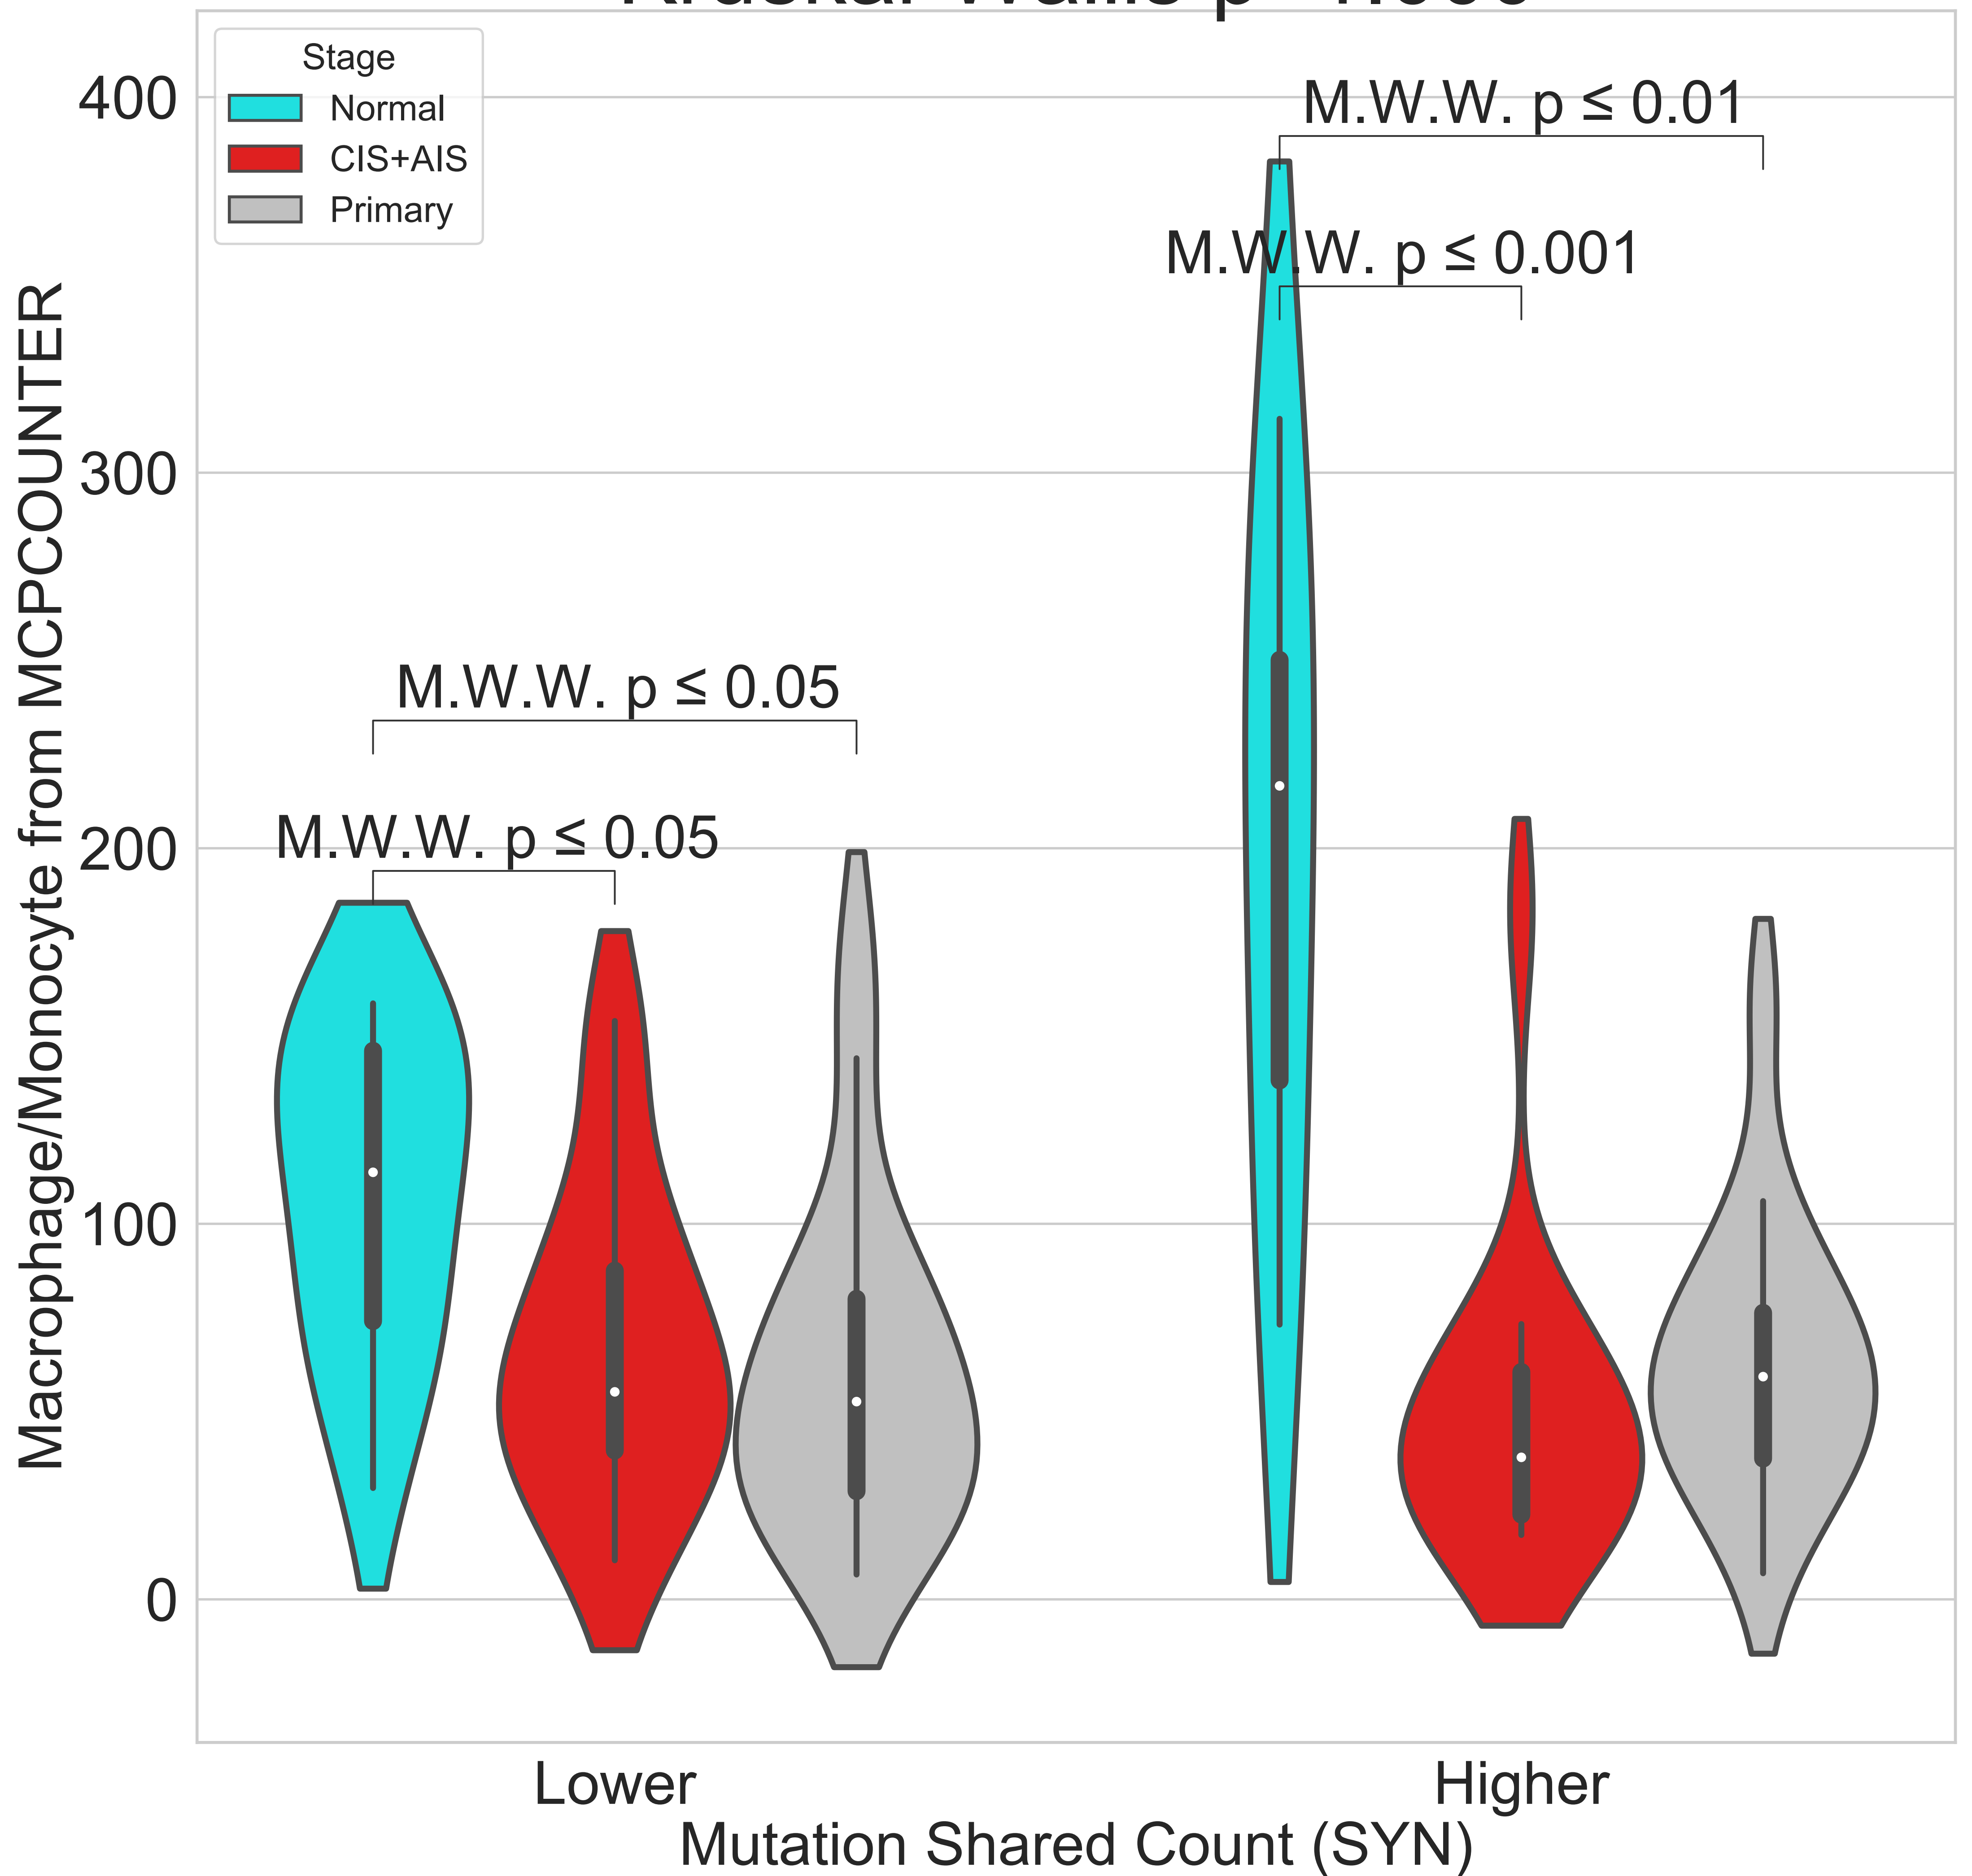 Stage
Normal
CIS+AIS
Primary
400
300
200
100
0
Macrophage/Monocyte from MCPCOUNTER
M.W.W. p ≤ 0.01
M.W.W. p ≤ 0.001
M.W.W. p ≤ 0.05
M.W.W. p ≤ 0.05
Lower
Higher
Mutation Shared Count (SYN)